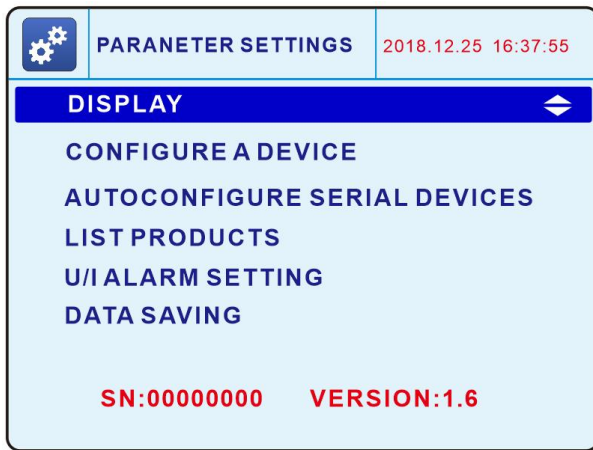 PARANETER SETTINGS 2018.12.25 16:37:55
DISPLAY
CONFIGURE A DEVICE
AUTOCONFIGURE SERIAL DEVICES
LIST PRODUCTS
U/I ALARM SETTING
DATA SAVING
SN:00000000 VERSION:1.6